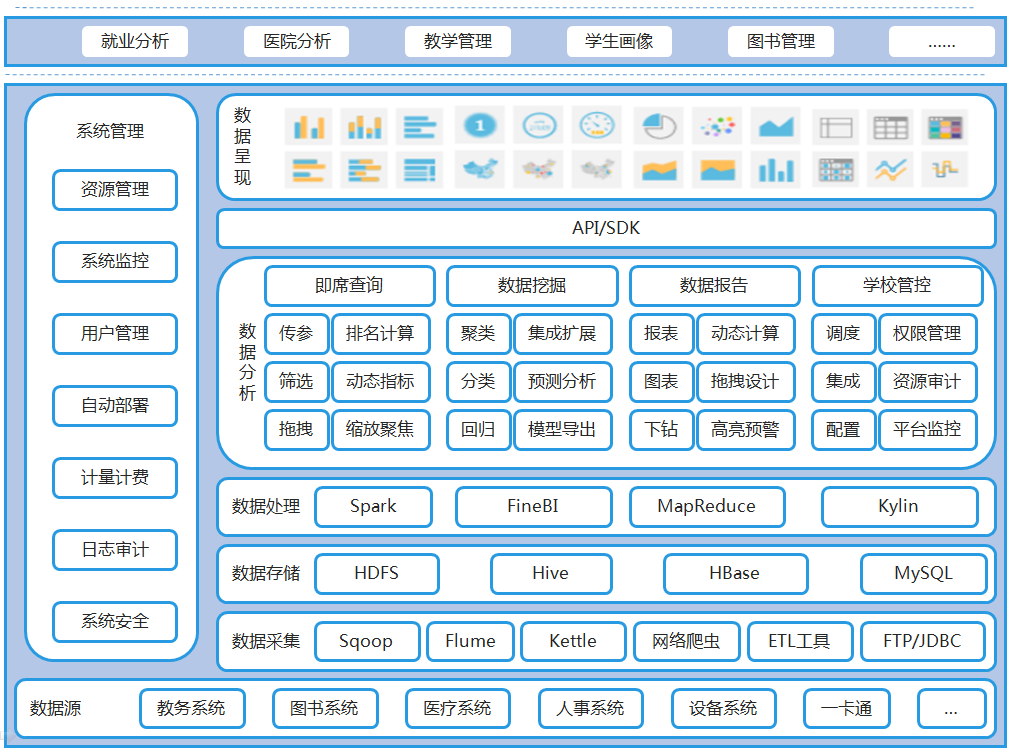 就业分析 医院分析 教学管理 学生画像 图书管理 ......
系统管理
资源管理
系统监控
用户管理
自动部署
计量计费
日志审计
系统安全
数据呈现
1
API/SDK
数据分析
即席查询 数据挖掘 数据报告 学校管控
传参 排名计算 聚类 集成扩展 报表 动态计算 调度 权限管理
筛选 动态指标 分类 预测分析 图表 拖拽设计 集成 资源审计
拖拽 缩放聚焦 回归 模型导出 下钻 高亮预警 配置 平台监控
数据处理 Spark FineBI MapReduce Kylin
数据存储 HDFS Hive HBase MySQL
数据采集 Sqoop Flume Kettle 网络爬虫 ETL工具 FTP/JDBC
数据源 教务系统 图书系统 医疗系统 人事系统 设备系统 一卡通 ...